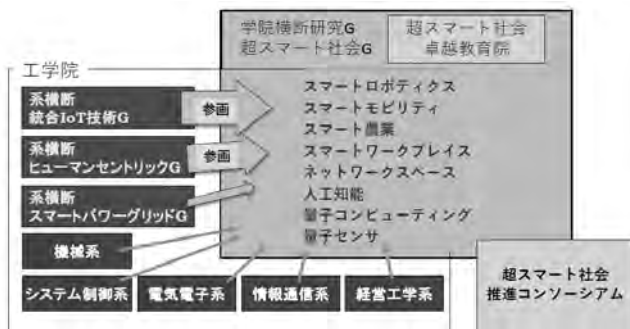 学院横断研究G
超スマート社会G
超スマート社会
卓越教育院
工学院
系横断
統合IoT技術G
参画
系横断
ヒューマンセントリックG
参画
系横断
スマートパワーグリッドG
機械系
システム制御系
電気電子系
情報通信系
経営工学系
スマートロボティクス
スマートモビリティ
スマート農業
スマートワークプレイス
ネットワークスペース
人工知能
量子コンピューティング
量子センサ
超スマート社会
推進コンソーシアム